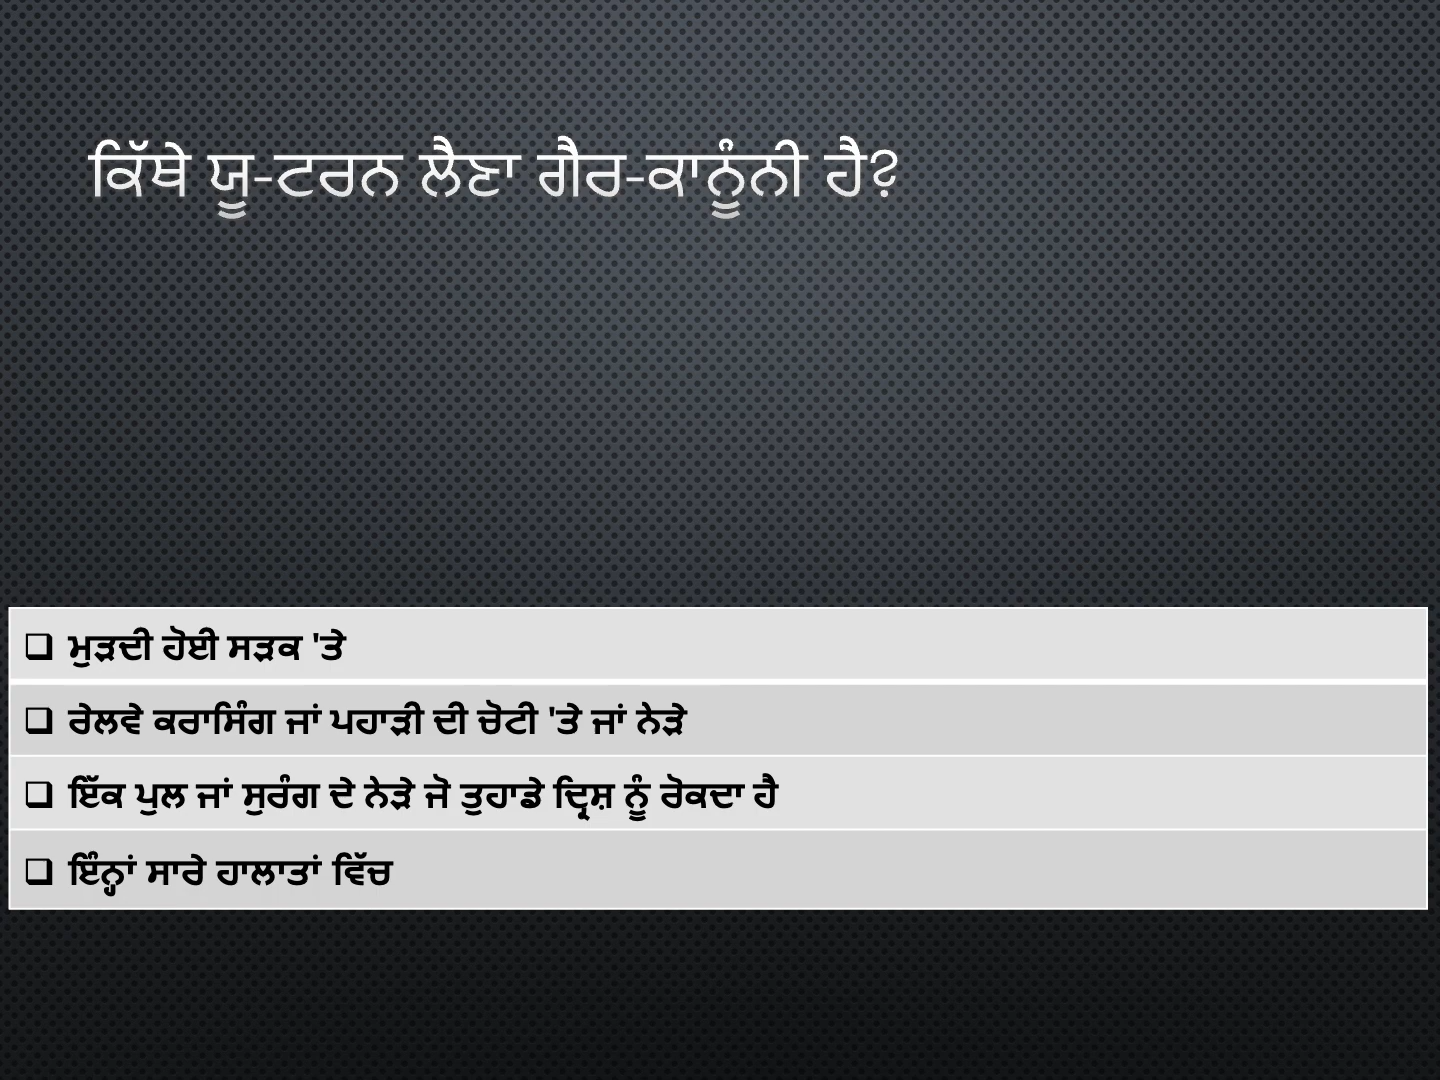 ਕਿੱਥੇ ਯੂ-ਟਰਨ ਲੈਣਾ ਗੈਰ-ਕਾਨੂੰਨੀ ਹੈ?
ਮੁੜਦੀ ਹੋਈ ਸੜਕ 'ਤੇ
ਰੇਲਵੇ ਕਰਾਸਿੰਗ ਜਾਂ ਪਹਾੜੀ ਦੀ ਚੋਟੀ 'ਤੇ ਜਾਂ ਨੇੜੇ
ਇੱਕ ਪੁਲ ਜਾਂ ਸੁਰੰਗ ਦੇ ਨੇੜੇ ਜੋ ਤੁਹਾਡੇ ਦ੍ਰਿਸ਼ ਨੂੰ ਰੋਕਦਾ ਹੈ
ਇੰਨ੍ਹਾਂ ਸਾਰੇ ਹਾਲਾਤਾਂ ਵਿੱਚ